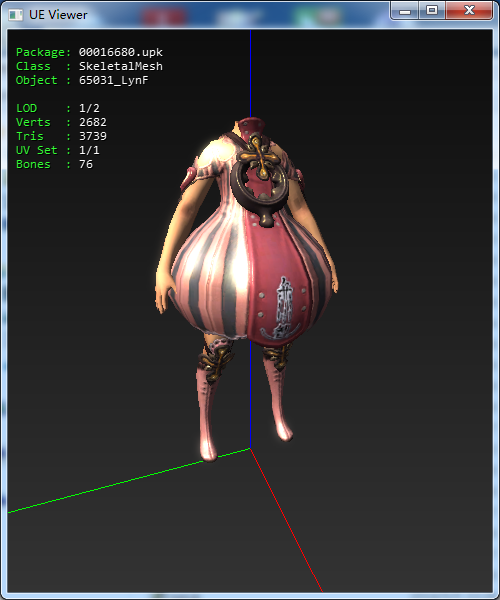 UE Viewer
Package: 00016680.upk
Class : SkeletalMesh
Object : 65031_LynF
LOD : 1/2
Verts : 2682
Tris : 3739
UV Set : 1/1
Bones : 76